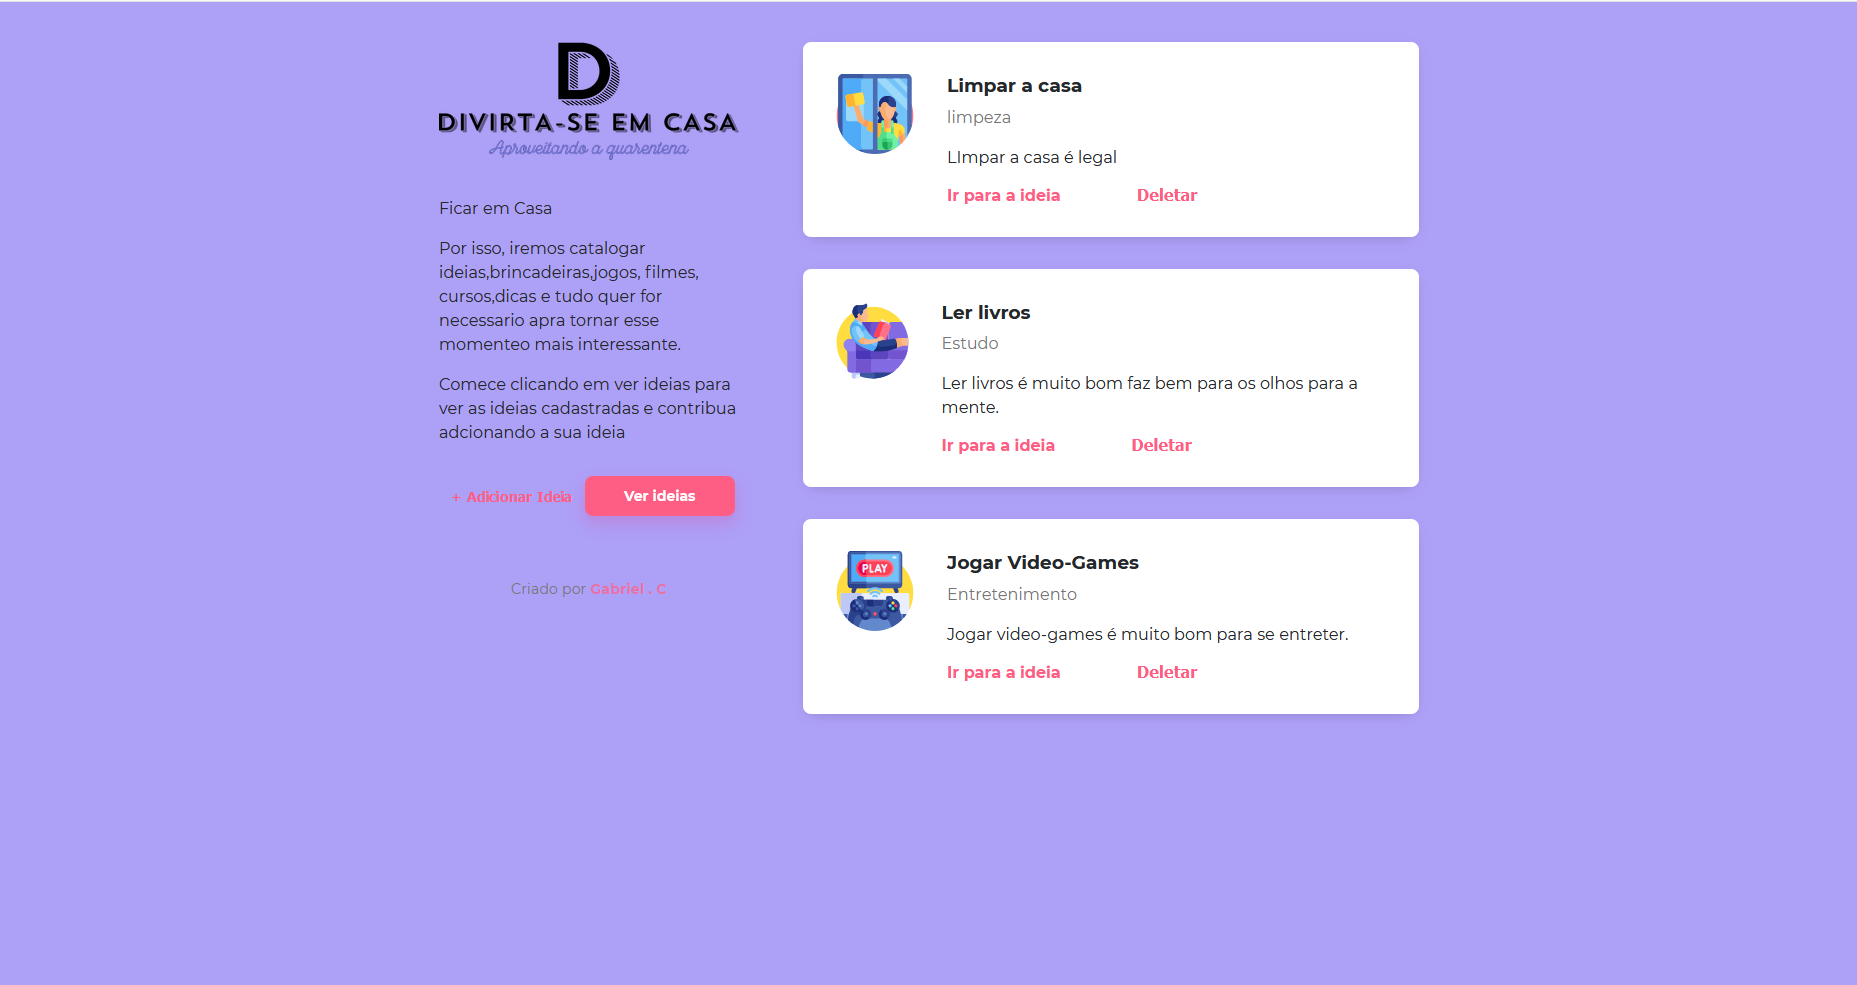 D
DIVIRTA-SE EM CASA
Aproveitando a quarentena
Ficar em Casa
Por isso, iremos catalogar
ideias,brincadeiras,jogos, filmes,
cursos,dicas e tudo quer for
necessario apra tornar esse
momenteo mais interessante.
Comece clicando em ver ideias para
ver as ideias cadastradas e contribua
adcionando a sua ideia
+ Adicionar Ideia
Ver ideias
Criado por Gabriel . C
Limpar a casa
limpeza
LImpar a casa é legal
Ir para a ideia
Deletar
Ler livros
Estudo
Ler livros é muito bom faz bem para os olhos para a
mente.
Ir para a ideia
Deletar
PLAY
Jogar Video-Games
Entretenimento
Jogar video-games é muito bom para se entreter.
Ir para a ideia
Deletar